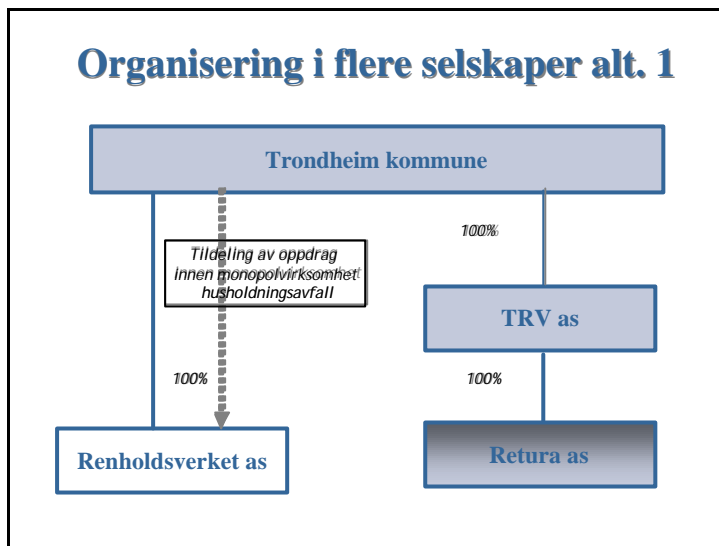 Organisering i flere selskaper alt. 1
Trondheim kommune
Tildeling av oppdrag
innen monopolvirksomhet
husholdningsavfall
100%
TRV as
100%
100%
Renholdsverket as
Retura as